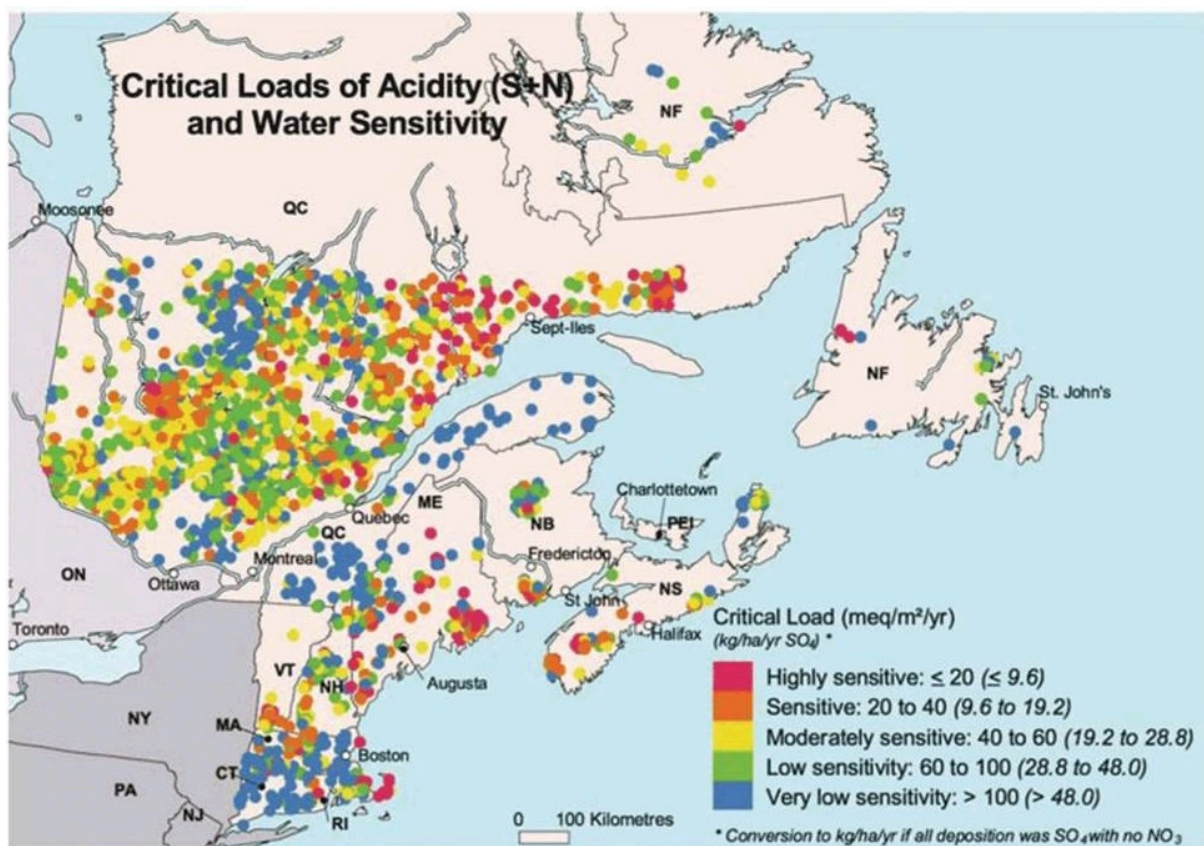 Critical Loads of Acidity (S+N)
and Water Sensitivity
NF
Moosonee
QC
Sept-Iles
NF
St. John's
Charlottetown
ME
Quebec
NB
PEI
QC
Fredericton
Montreal
ON
Ottawa
St John
NS
Toronto
Halifax
VT
Augusta
NH
NY
MA
Boston
CT
PA
NJ
RI
0 100 Kilometres
Critical Load (meq/m²/yr)
(kg/ha/yr SO₄) *
Highly sensitive: ≤ 20 (≤ 9.6)
Sensitive: 20 to 40 (9.6 to 19.2)
Moderately sensitive: 40 to 60 (19.2 to 28.8)
Low sensitivity: 60 to 100 (28.8 to 48.0)
Very low sensitivity: > 100 (> 48.0)
* Conversion to kg/ha/yr if all deposition was SO₄ with no NO₃